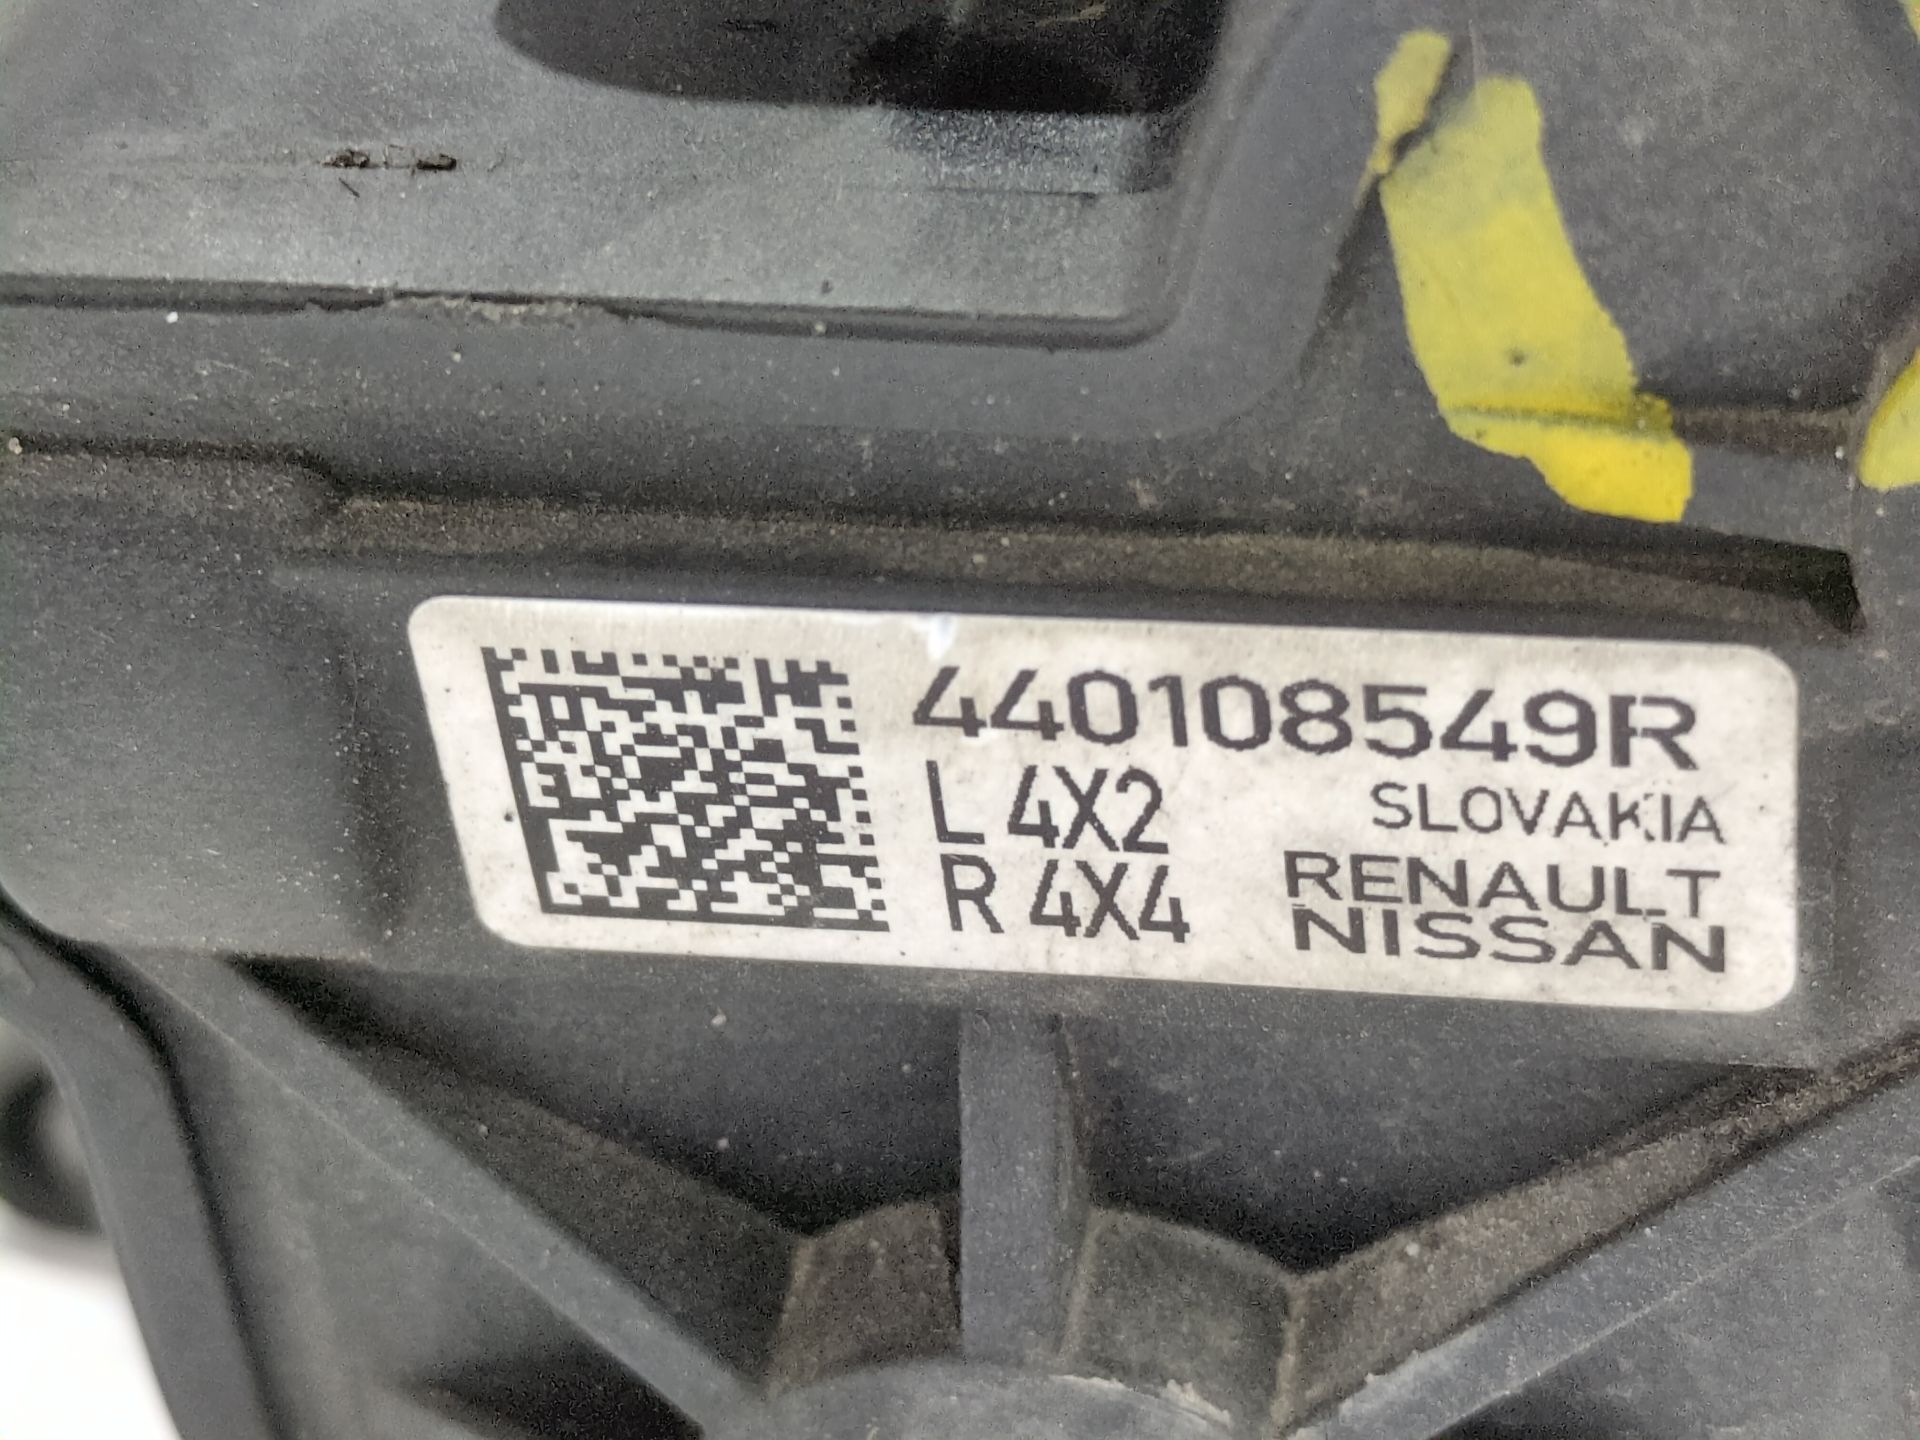 440108549R
L 4X2 SLOVAKIA
R 4X4 RENAULT
NISSAN